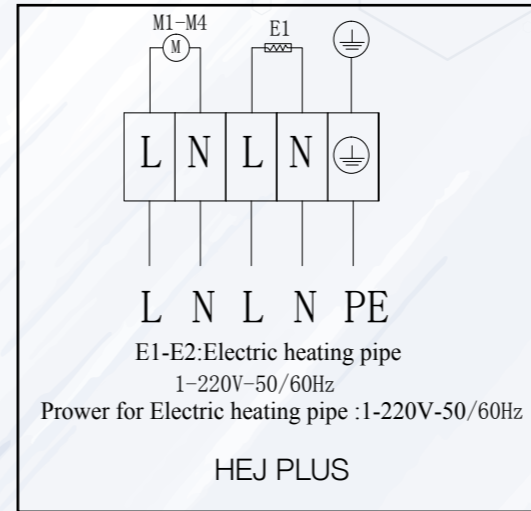 M1-M4 E1
M
L N L N
L N L N PE
E1-E2:Electric heating pipe
1-220V-50/60Hz
Prower for Electric heating pipe :1-220V-50/60Hz
HEJ PLUS